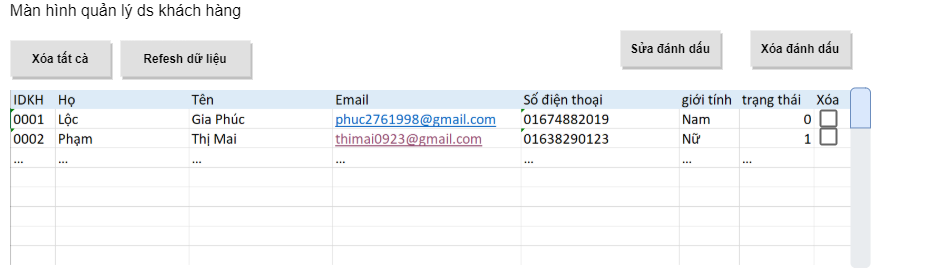 Màn hình quản lý ds khách hàng
Xóa tất cả Refesh dữ liệu Sửa đánh dấu Xóa đánh dấu
IDKH Họ Tên Email Số điện thoại giới tính trạng thái Xóa
0001 Lộc Gia Phúc phuc2761998@gmail.com 01674882019 Nam 0
0002 Phạm Thị Mai thimai0923@gmail.com 01638290123 Nữ 1
... ... ... ... ... ... ...